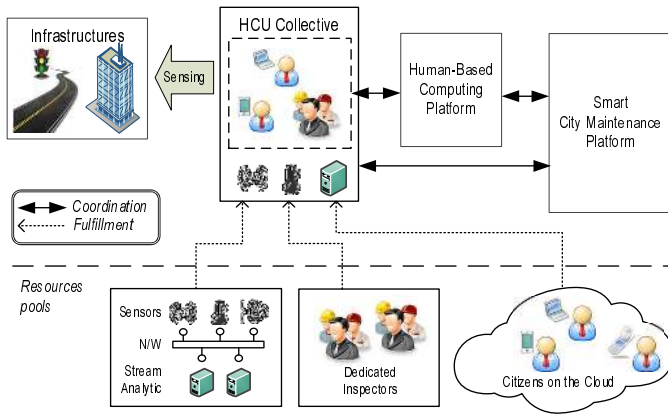 Infrastructures
Sensing
HCU Collective
Human-Based
Computing
Platform
Smart
City Maintenance
Platform
Coordination
Fulfillment
Resources
pools
Sensors
N/W
Stream
Analytic
Dedicated
Inspectors
Citizens on the Cloud